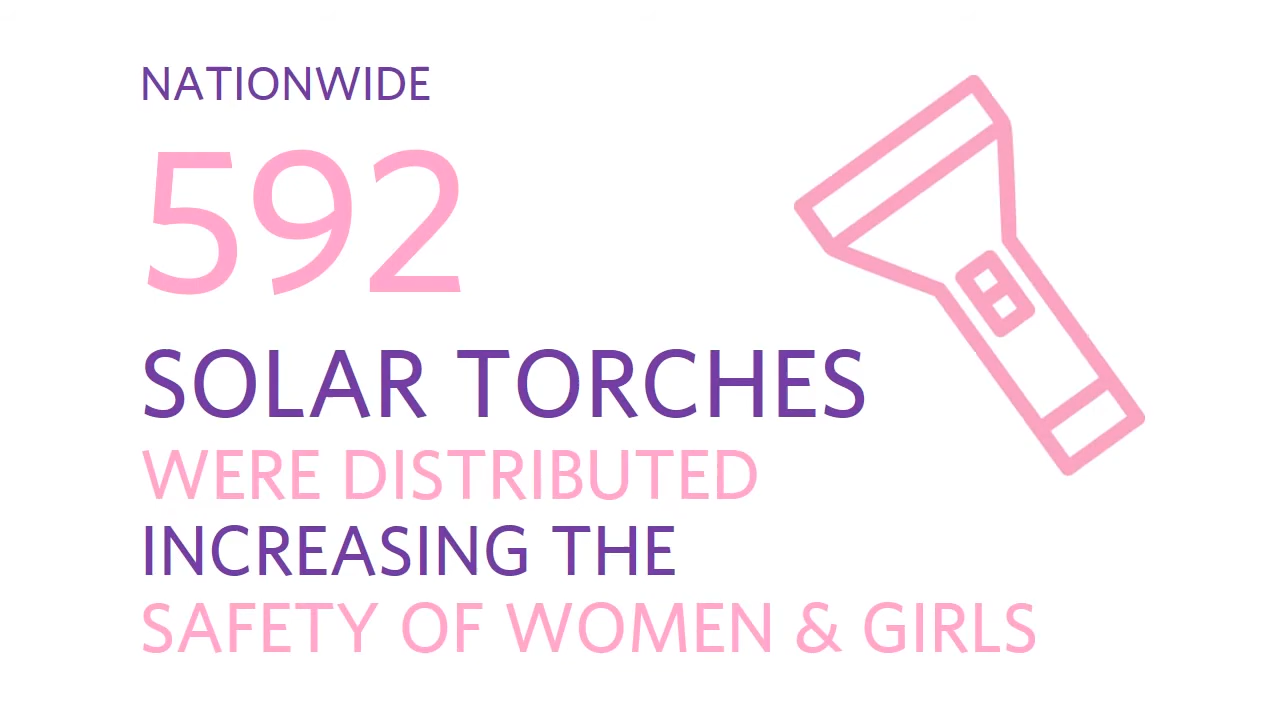 NATIONWIDE
592
SOLAR TORCHES
WERE DISTRIBUTED
INCREASING THE
SAFETY OF WOMEN & GIRLS